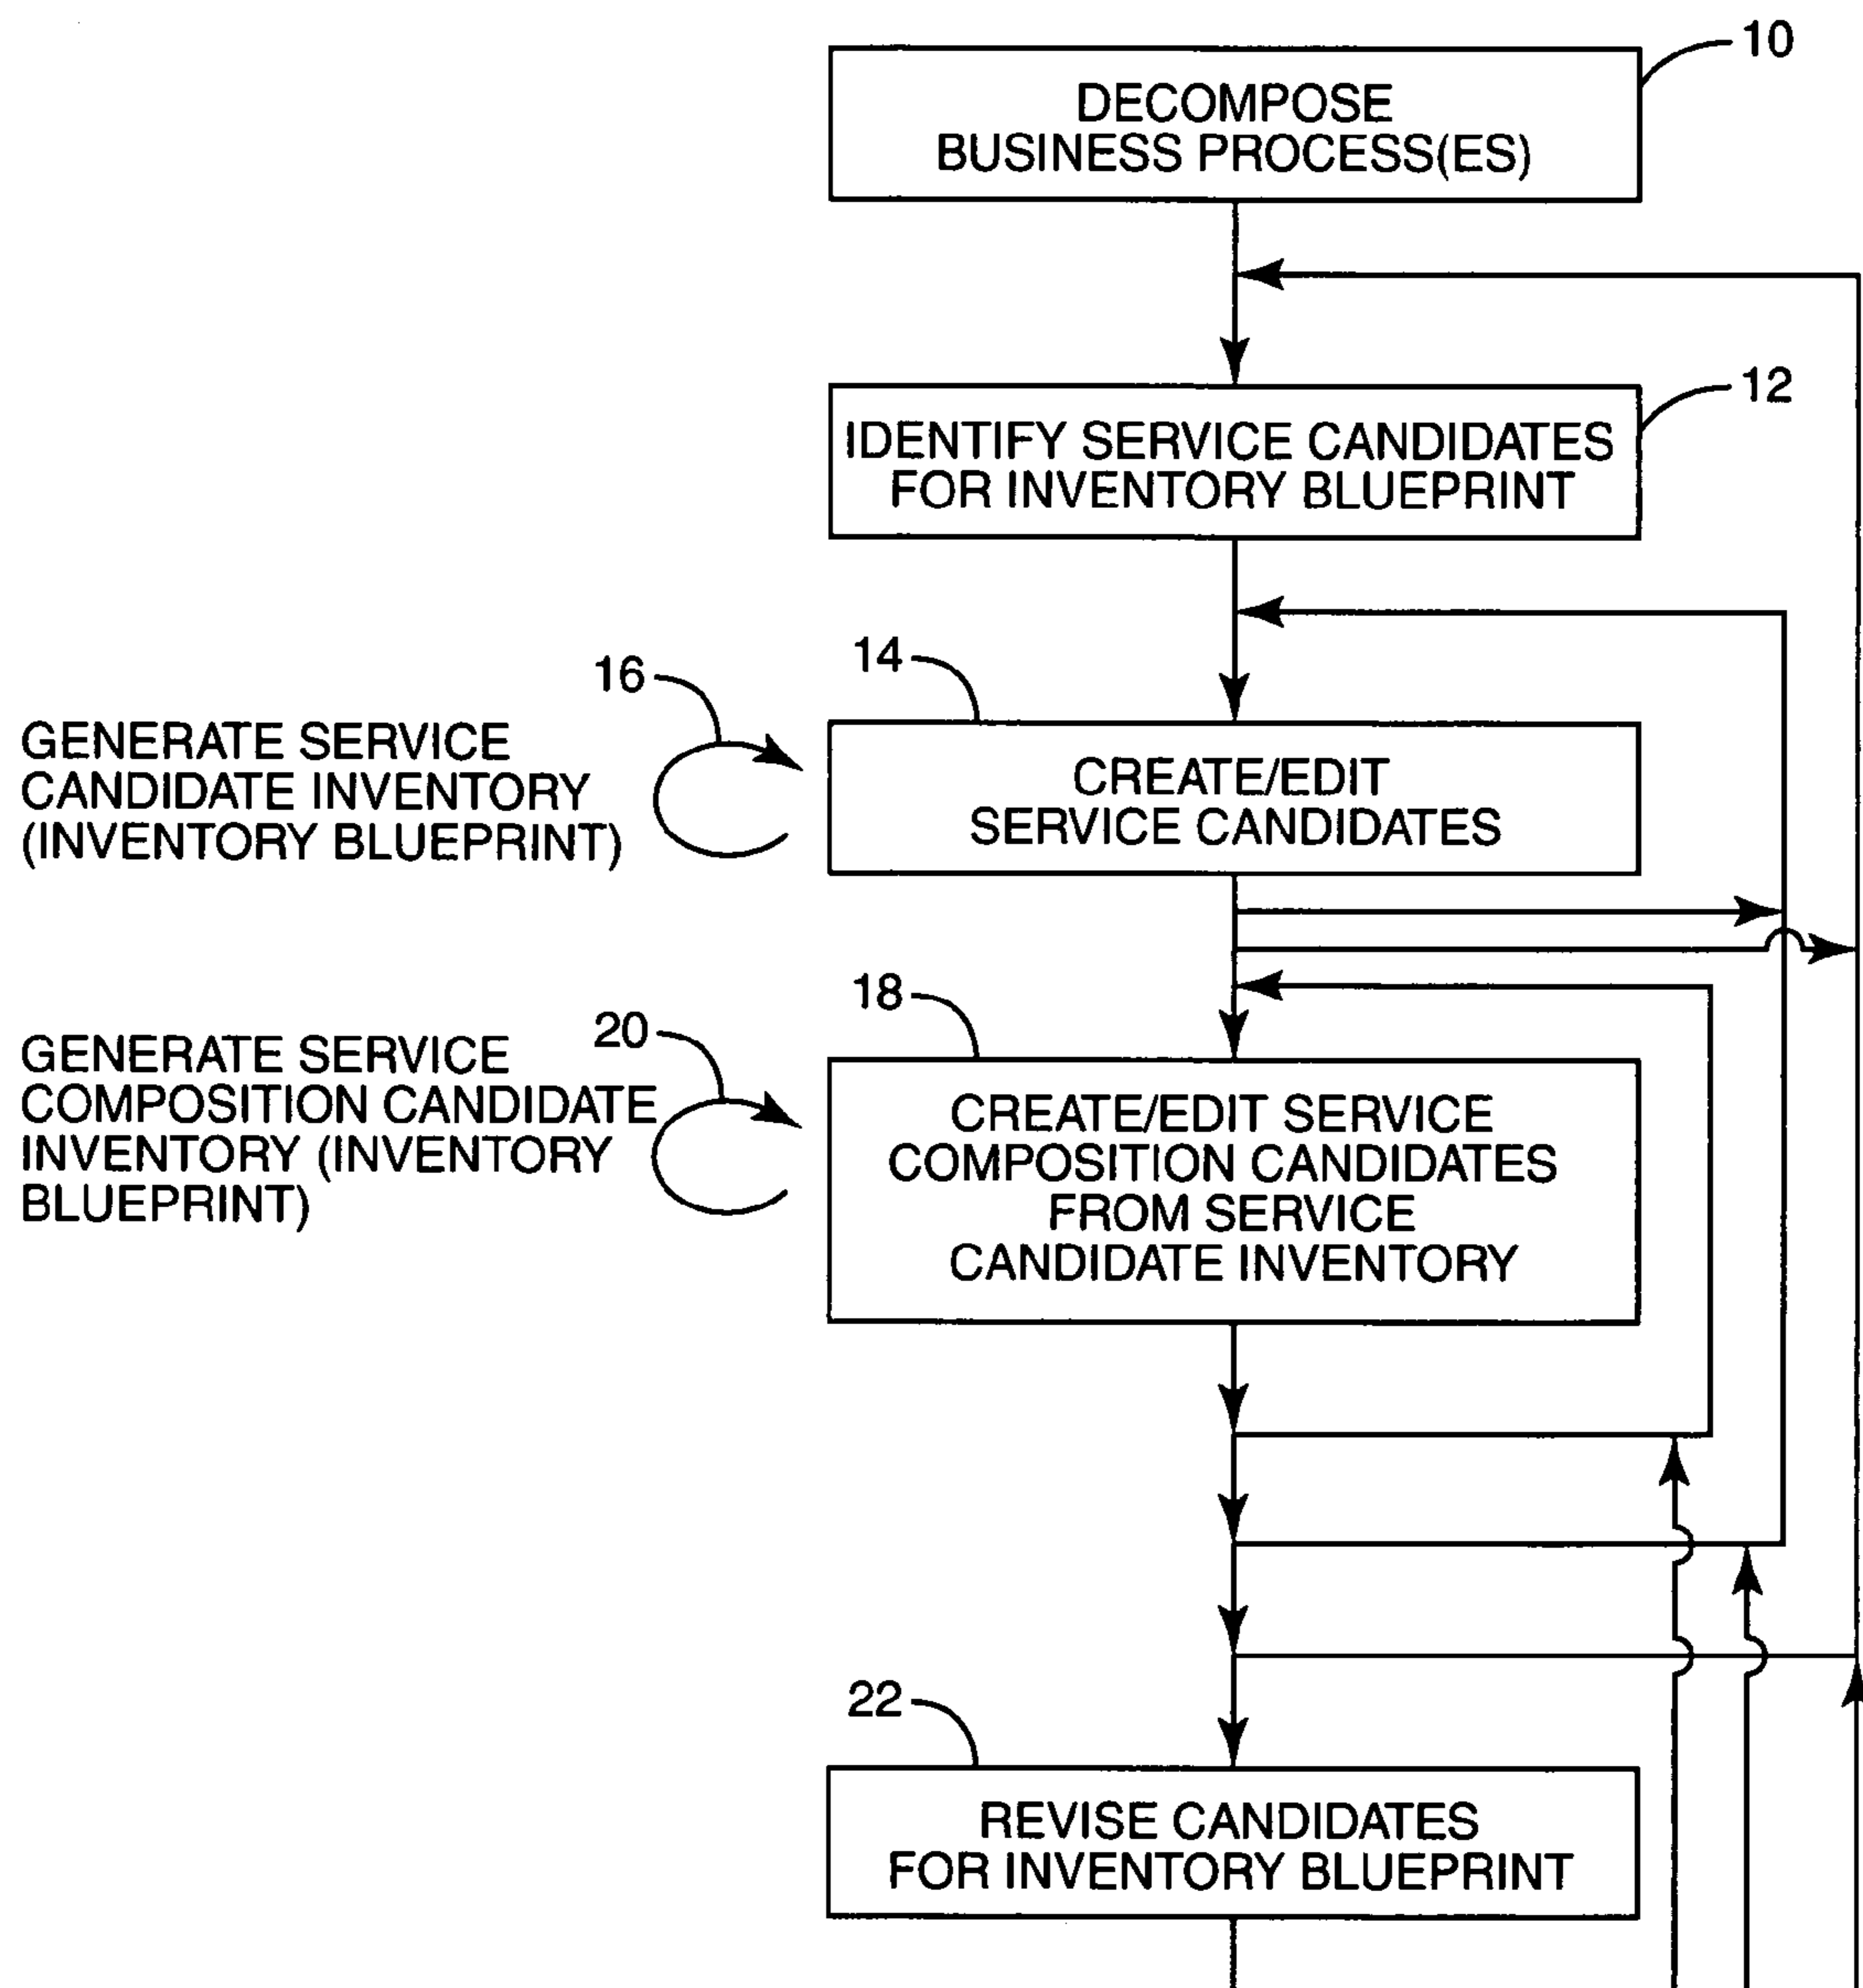 10
DECOMPOSE
BUSINESS PROCESS(ES)
12
IDENTIFY SERVICE CANDIDATES
FOR INVENTORY BLUEPRINT
14
16
GENERATE SERVICE
CANDIDATE INVENTORY
(INVENTORY BLUEPRINT)
CREATE/EDIT
SERVICE CANDIDATES
18
20
GENERATE SERVICE
COMPOSITION CANDIDATE
INVENTORY (INVENTORY
BLUEPRINT)
CREATE/EDIT SERVICE
COMPOSITION CANDIDATES
FROM SERVICE
CANDIDATE INVENTORY
22
REVISE CANDIDATES
FOR INVENTORY BLUEPRINT